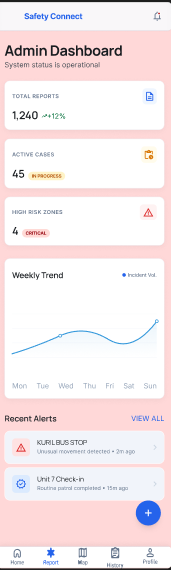 Safety Connect
Admin Dashboard
System status is operational
TOTAL REPORTS
1,240 +12%
ACTIVE CASES
45 IN PROGRESS
HIGH RISK ZONES
4 CRITICAL
Weekly Trend
Incident Vol.
Mon Tue Wed Thu Fri Sat Sun
Recent Alerts
VIEW ALL
KURIL BUS STOP
Unusual movement detected • 2m ago
Unit 7 Check-in
Routine patrol completed • 15m ago
+
Home Report Map History Profile